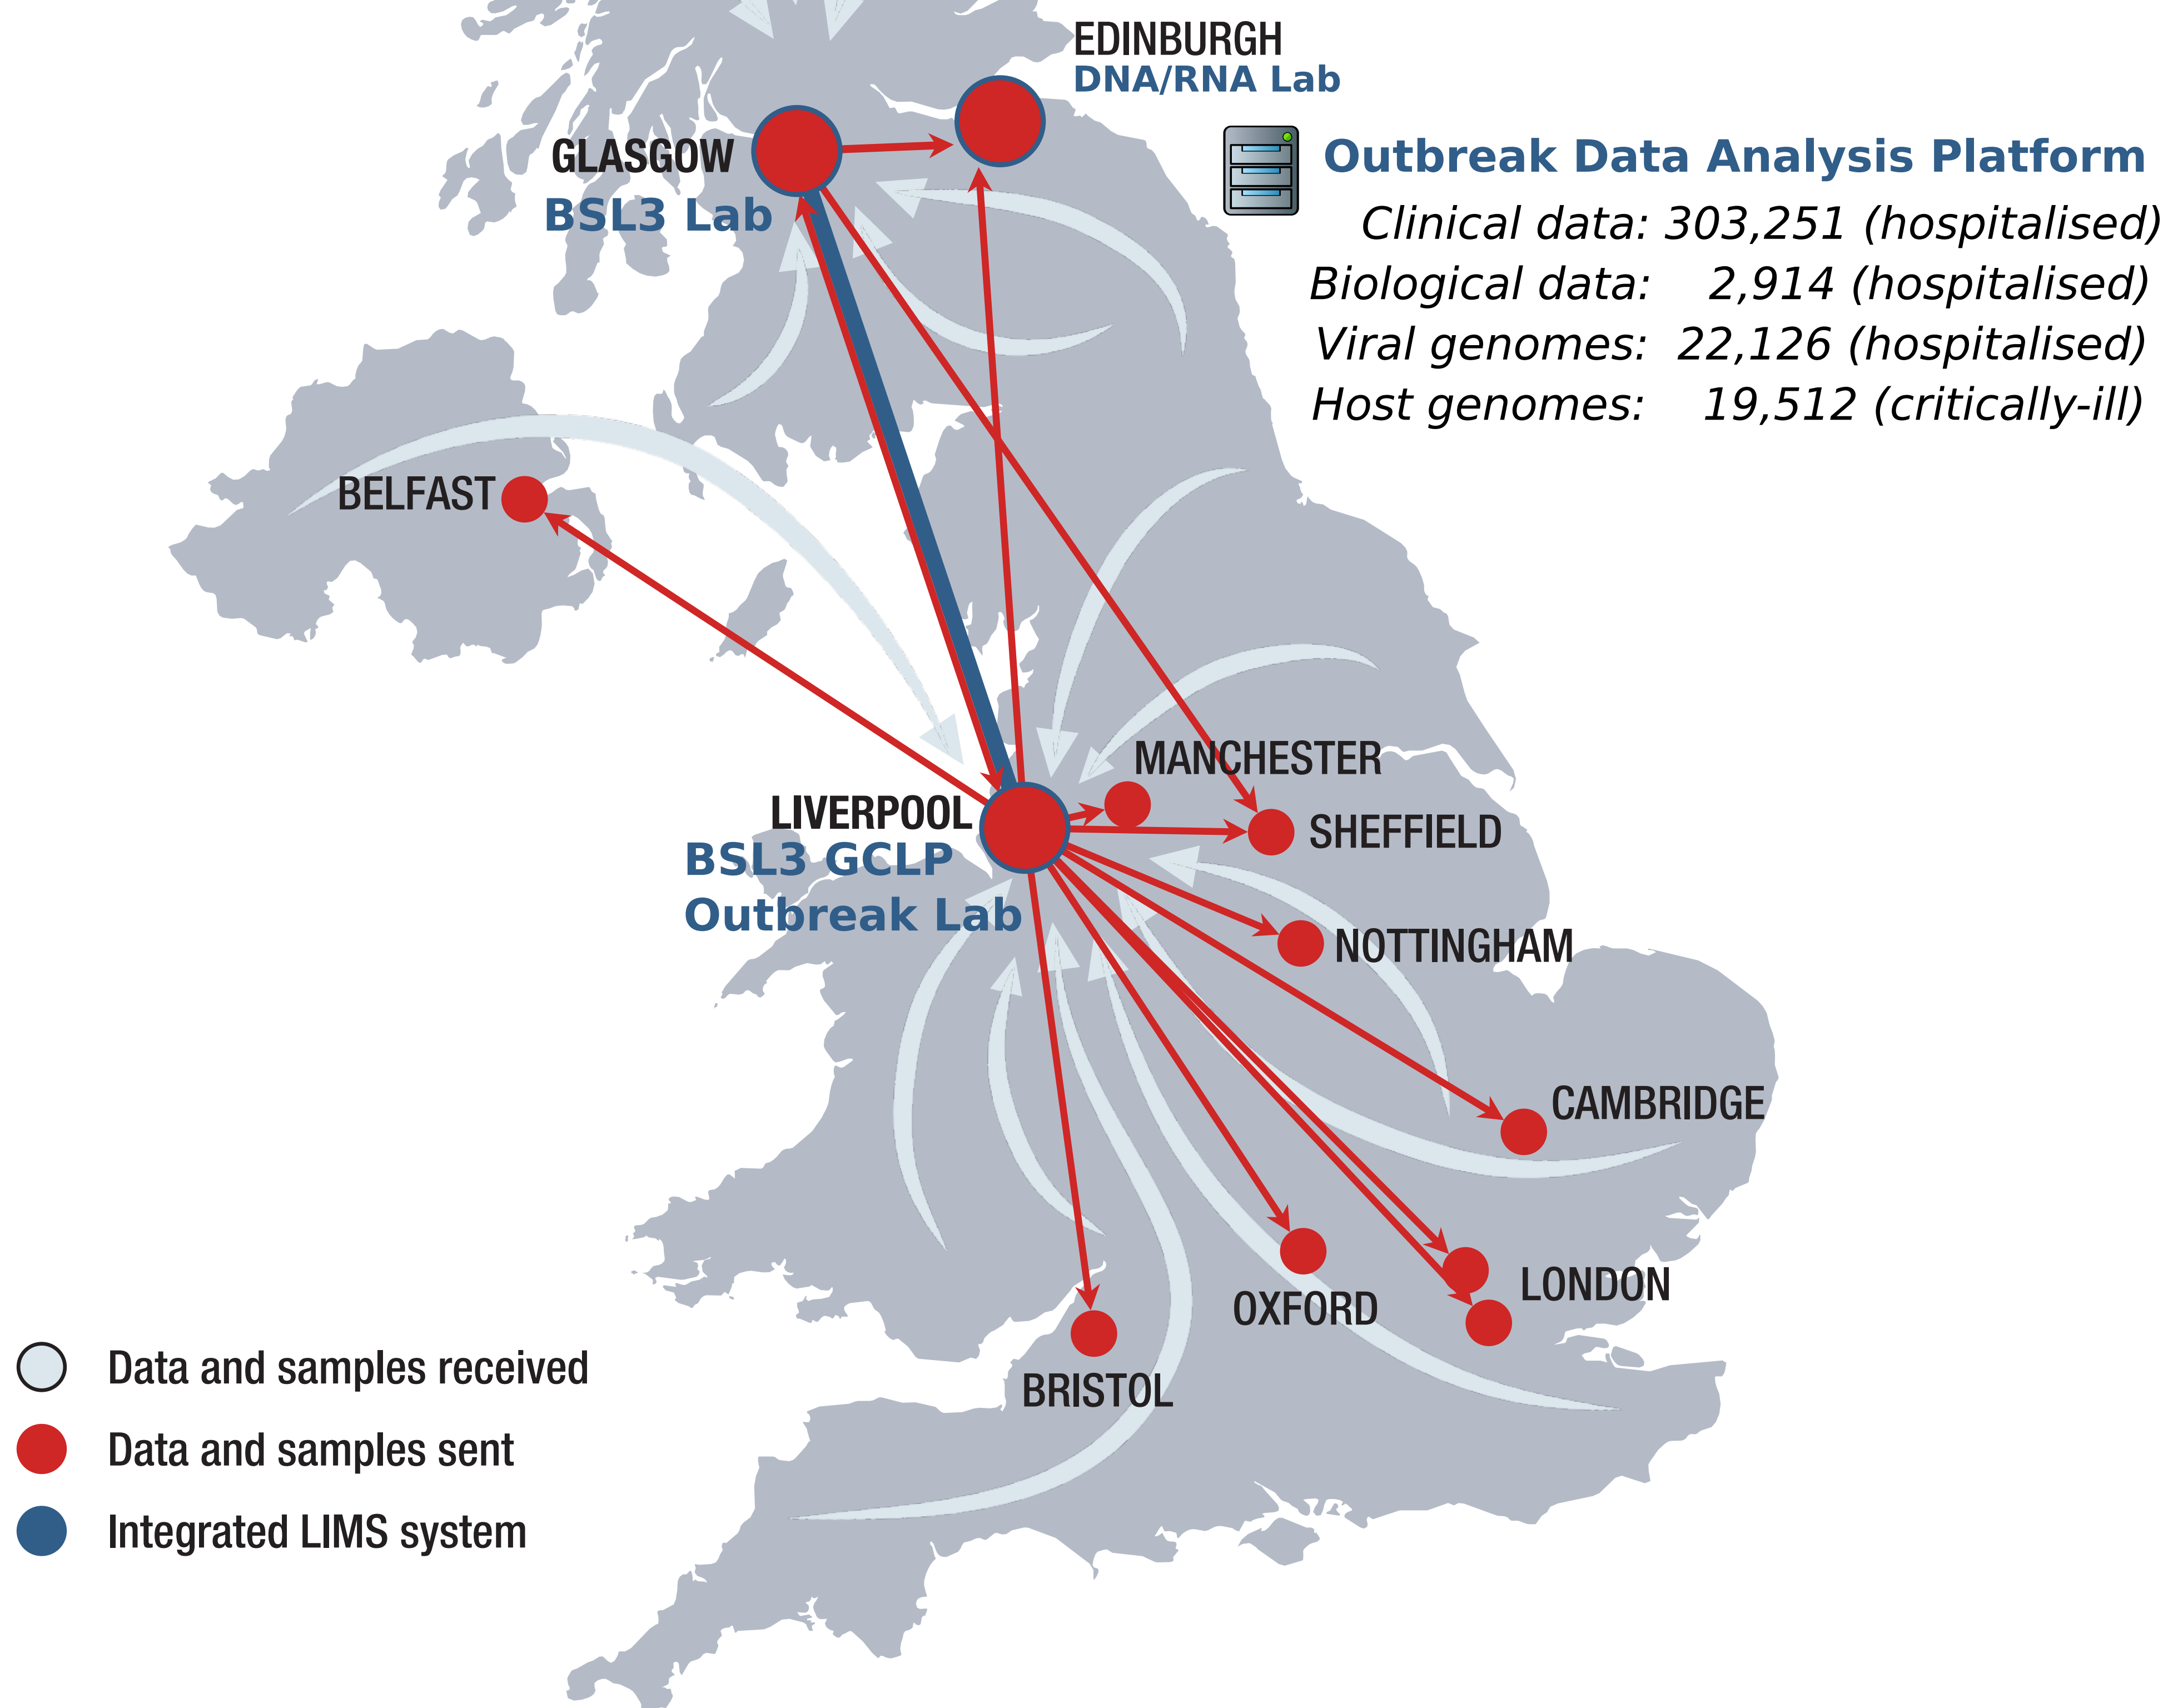 EDINBURGH
DNA/RNA Lab
GLASGOW
BSL3 Lab
Outbreak Data Analysis Platform
Clinical data: 303,251 (hospitalised)
Biological data: 2,914 (hospitalised)
Viral genomes: 22,126 (hospitalised)
Host genomes: 19,512 (critically-ill)
BELFAST
MANCHESTER
LIVERPOOL
BSL3 GCLP
Outbreak Lab
SHEFFIELD
NOTTINGHAM
CAMBRIDGE
LONDON
OXFORD
BRISTOL
Data and samples received
Data and samples sent
Integrated LIMS system